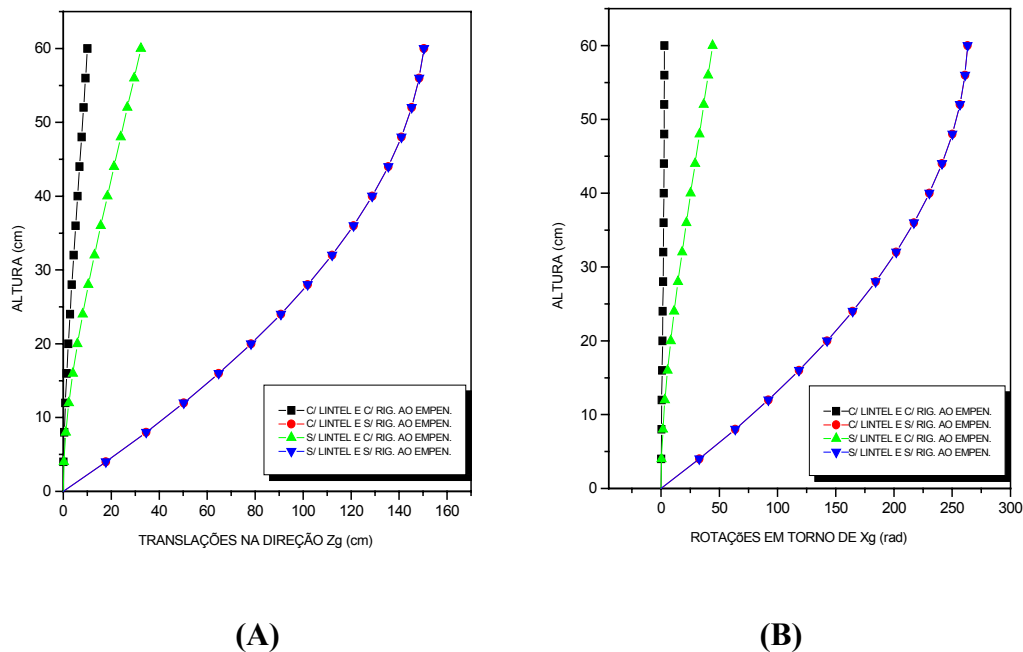 60
50
40
30
20
10
0
ALTURA (cm)
C/ LINTEL E C/ RIG. AO EMPEN.
C/ LINTEL E S/ RIG. AO EMPEN.
S/ LINTEL E C/ RIG. AO EMPEN.
S/ LINTEL E S/ RIG. AO EMPEN.
0 20 40 60 80 100 120 140 160
TRANSLAÇÕES NA DIREÇÃO Zg (cm)
(A)
60
50
40
30
20
10
0
ALTURA (cm)
C/ LINTEL E C/ RIG. AO EMPEN.
C/ LINTEL E S/ RIG. AO EMPEN.
S/ LINTEL E C/ RIG. AO EMPEN.
S/ LINTEL E S/ RIG. AO EMPEN.
0 50 100 150 200 250 300
ROTAÇõES EM TORNO DE Xg (rad)
(B)